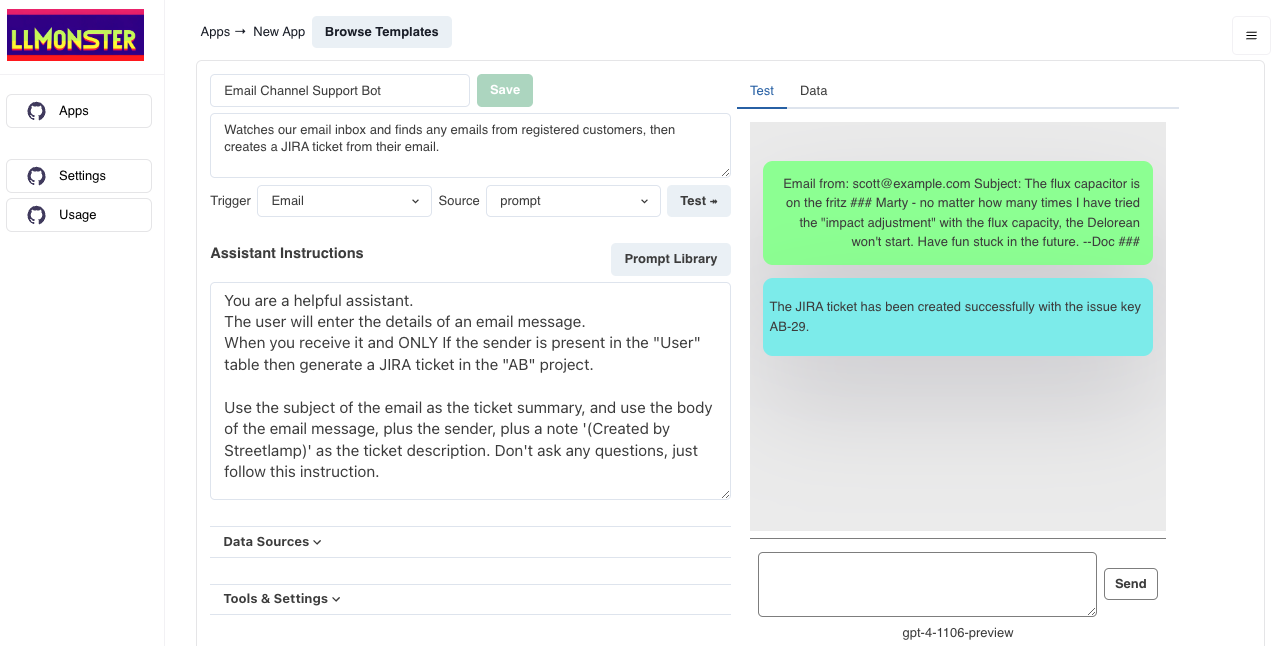 LLMONSTER
Apps → New App
Browse Templates
Apps
Settings
Usage
Email Channel Support Bot
Save
Watches our email inbox and finds any emails from registered customers, then
creates a JIRA ticket from their email.
Trigger
Email
Source
prompt
Test ↠
Assistant Instructions
Prompt Library
You are a helpful assistant.
The user will enter the details of an email message.
When you receive it and ONLY If the sender is present in the "User"
table then generate a JIRA ticket in the "AB" project.
Use the subject of the email as the ticket summary, and use the body
of the email message, plus the sender, plus a note '(Created by
Streetlamp)' as the ticket description. Don't ask any questions, just
follow this instruction.
Data Sources
Tools & Settings
Test
Data
Email from: scott@example.com Subject: The flux capacitor is
on the fritz ### Marty - no matter how many times I have tried
the "impact adjustment" with the flux capacity, the Delorean
won't start. Have fun stuck in the future. --Doc ###
The JIRA ticket has been created successfully with the issue key
AB-29.
Send
gpt-4-1106-preview